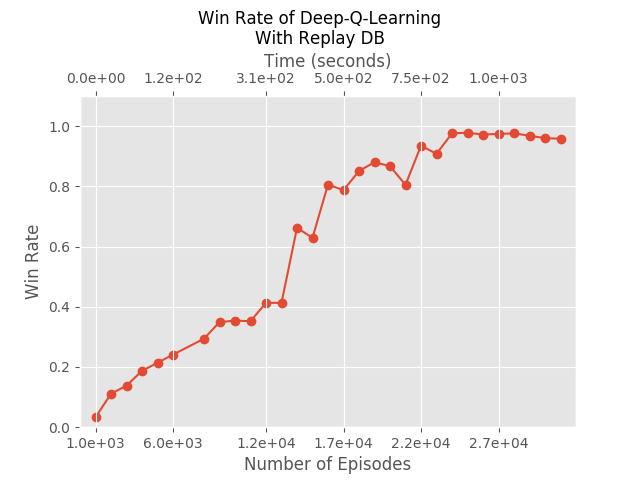 Win Rate of Deep-Q-Learning
With Replay DB
Time (seconds)
0.0e+00 1.2e+02 3.1e+02 5.0e+02 7.5e+02 1.0e+03
1.0
0.8
0.6
0.4
0.2
0.0
Win Rate
1.0e+03 6.0e+03 1.2e+04 1.7e+04 2.2e+04 2.7e+04
Number of Episodes